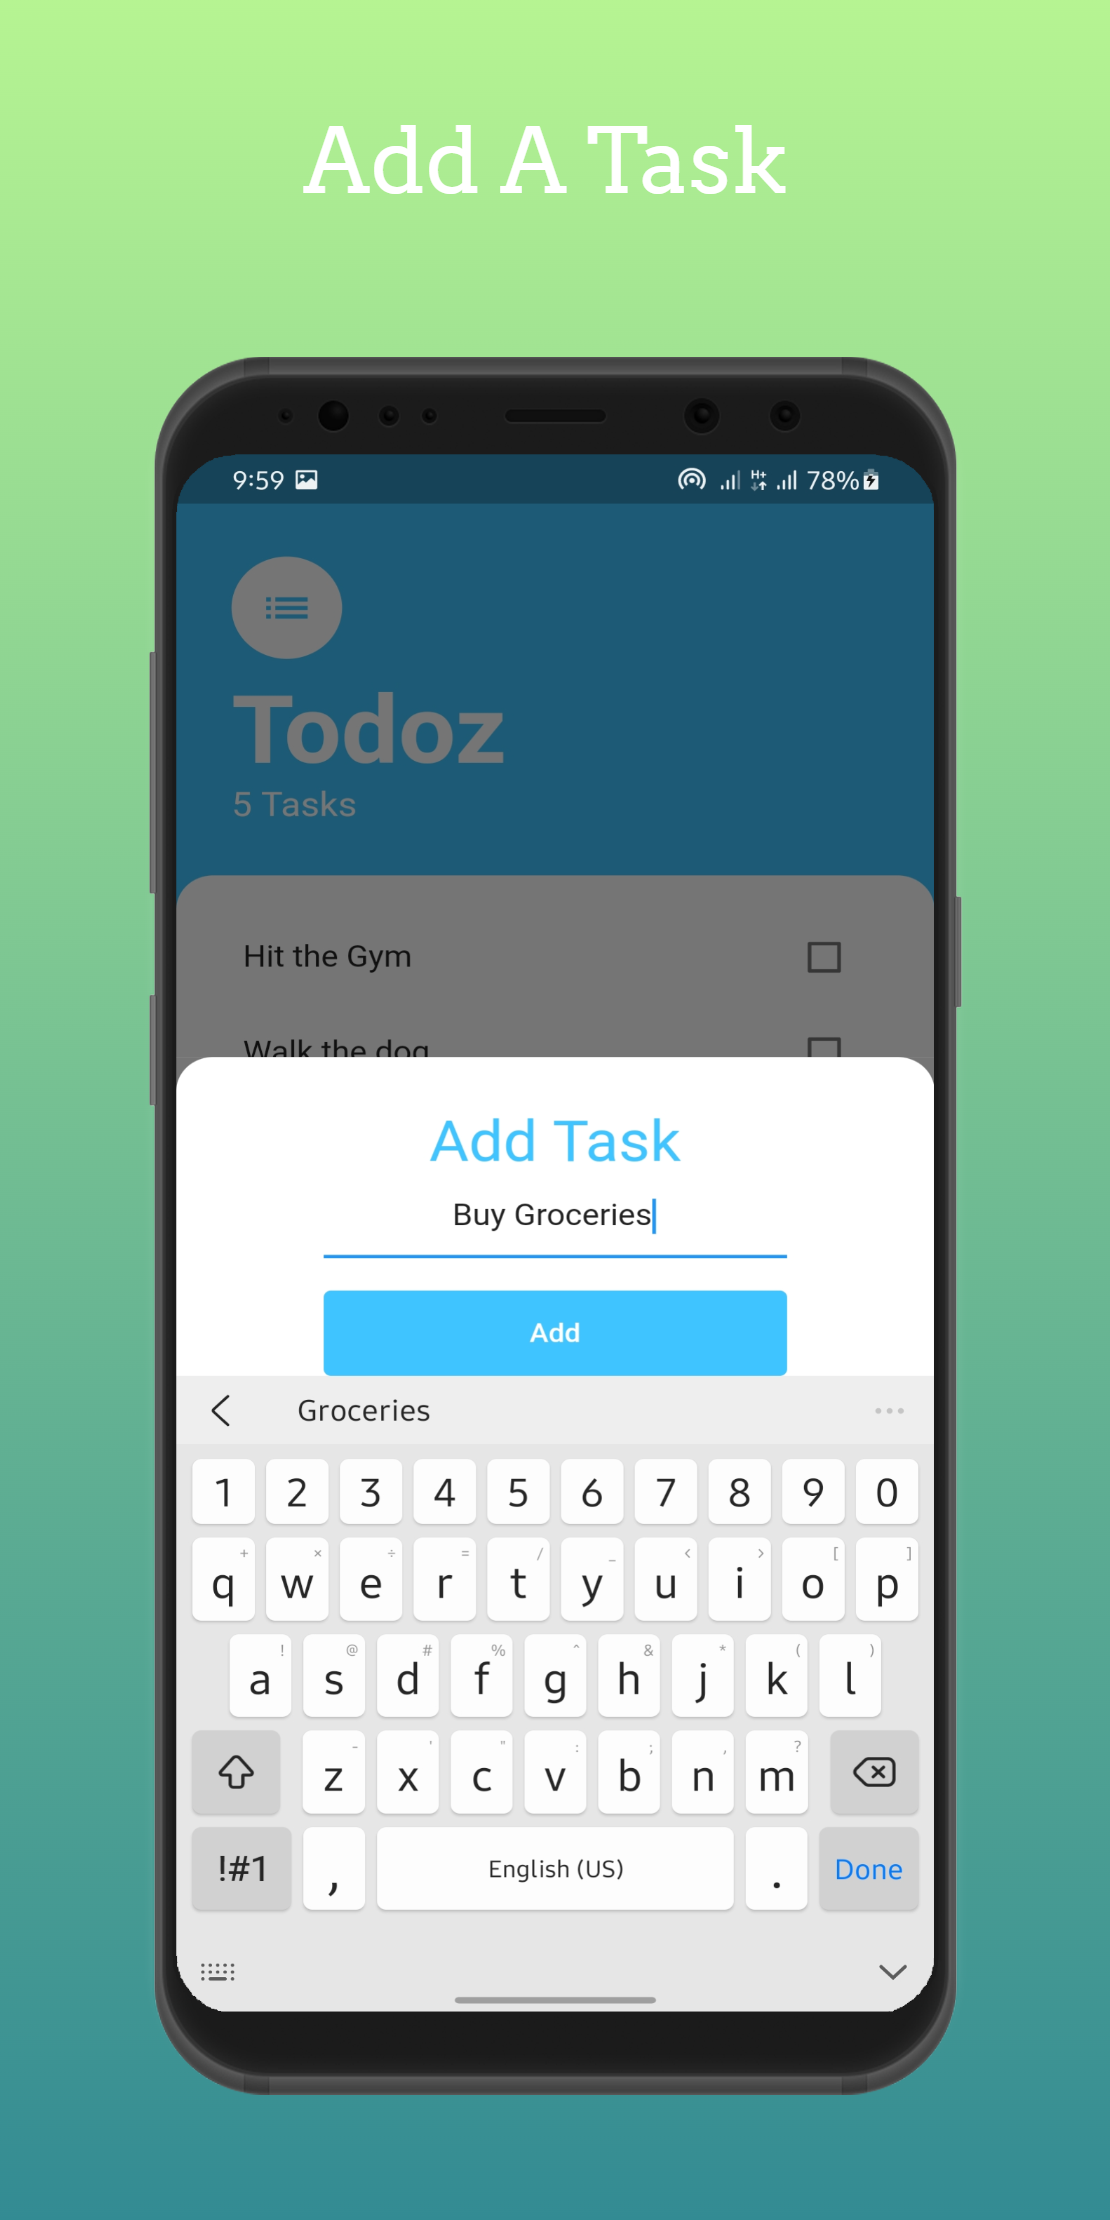 Add A Task
9:59 H+ 78%
Todoz
5 Tasks
Hit the Gym
Walk the dog
Add Task
Buy Groceries
Add
Groceries
1 2 3 4 5 6 7 8 9 0
+ × ÷ = / _ < > [ ]
q w e r t y u i o p
! @ # % ^ & * ( )
a s d f g h j k l
- ' " : ; , ?
z x c v b n m
!#1 , English (US) . Done